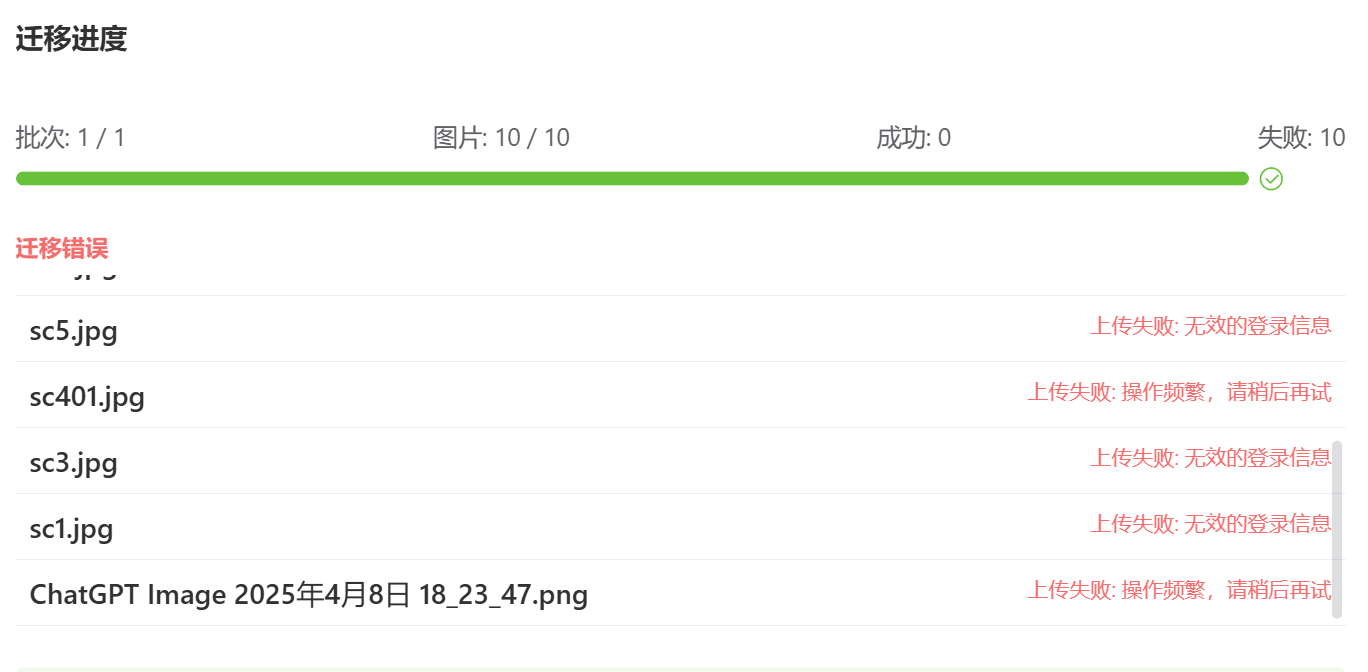 迁移进度
批次: 1 / 1 图片: 10 / 10 成功: 0 失败: 10
迁移错误
sc5.jpg 上传失败: 无效的登录信息
sc401.jpg 上传失败: 操作频繁，请稍后再试
sc3.jpg 上传失败: 无效的登录信息
sc1.jpg 上传失败: 无效的登录信息
ChatGPT Image 2025年4月8日 18_23_47.png 上传失败: 操作频繁，请稍后再试